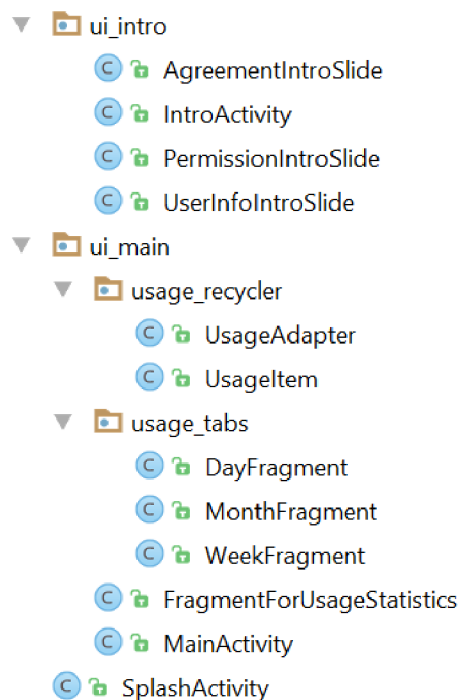 ui_intro
AgreementIntroSlide
IntroActivity
PermissionIntroSlide
UserInfoIntroSlide
ui_main
usage_recycler
UsageAdapter
UsageItem
usage_tabs
DayFragment
MonthFragment
WeekFragment
FragmentForUsageStatistics
MainActivity
SplashActivity